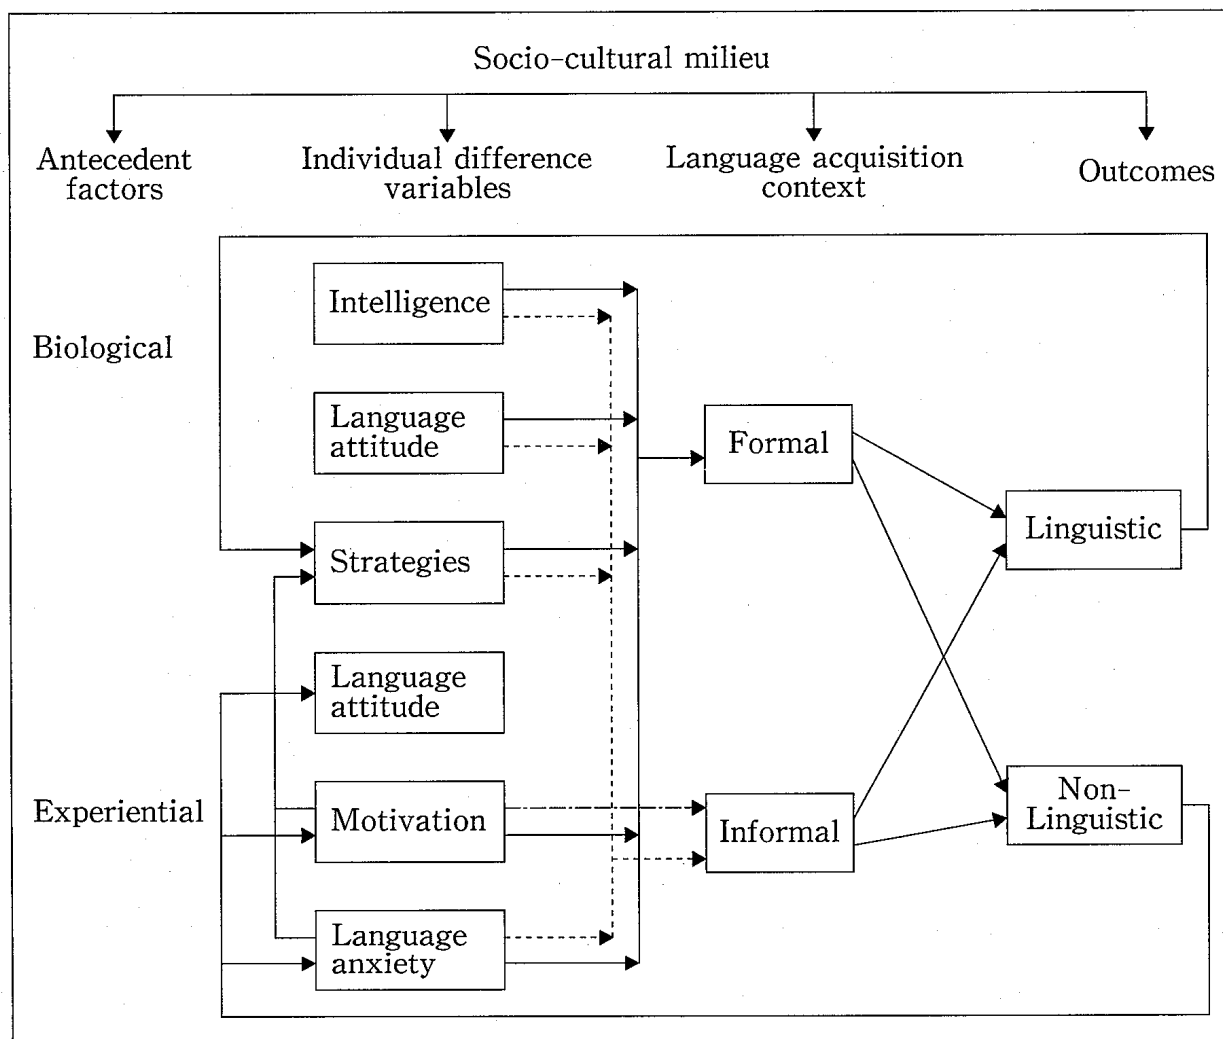 Socio-cultural milieu
Antecedent
factors
Individual difference
variables
Language acquisition
context
Outcomes
Biological
Intelligence
Language
attitude
Formal
Strategies
Linguistic
Language
attitude
Experiential
Motivation
Informal
Non-
Linguistic
Language
anxiety